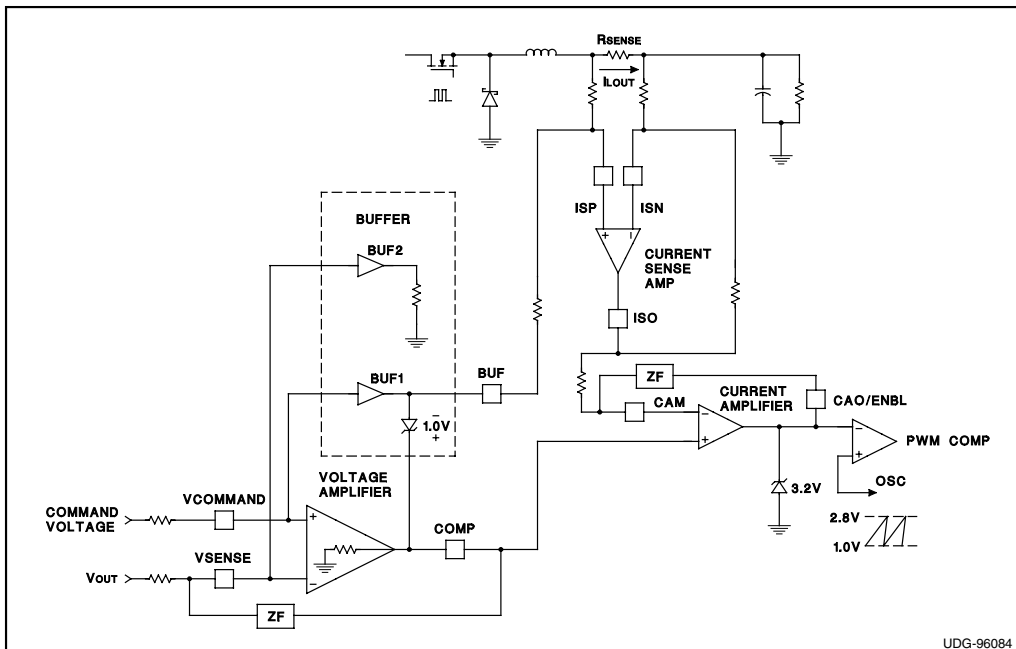 RSENSE
ILOUT
ISP
ISN
BUFFER
BUF2
CURRENT
SENSE
AMP
ISO
BUF1
BUF
ZF
CURRENT
AMPLIFIER
CAO/ENBL
CAM
–
1.0V
+
+
–
–
+
–
+
PWM COMP
VOLTAGE
AMPLIFIER
3.2V
OSC
VCOMMAND
COMMAND
VOLTAGE
+
COMP
2.8V
1.0V
VSENSE
VOUT
–
ZF
UDG-96084